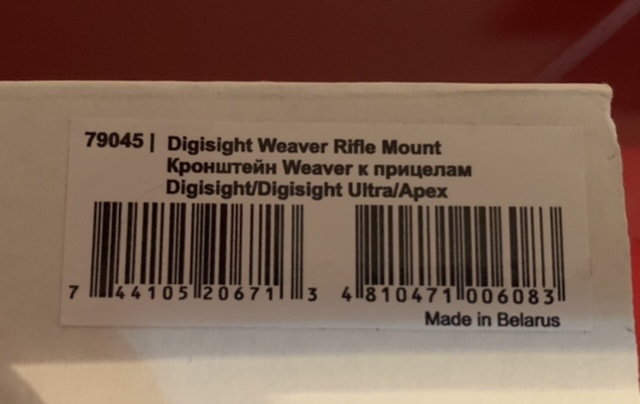 79045 | Digisight Weaver Rifle Mount
Кронштейн Weaver к прицелам
Digisight/Digisight Ultra/Apex
7 44105 20671 3
4 810471 006083
Made in Belarus